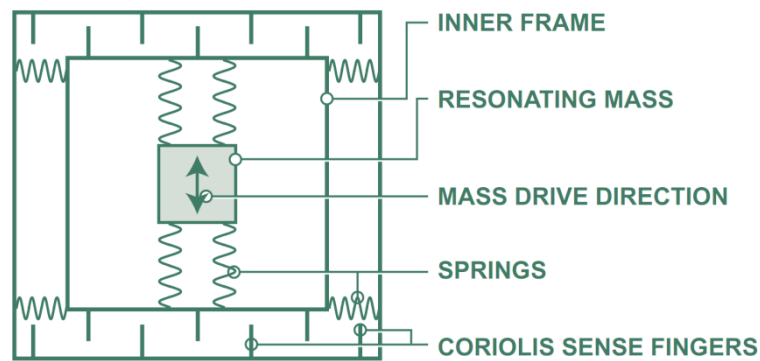 INNER FRAME
RESONATING MASS
MASS DRIVE DIRECTION
SPRINGS
CORIOLIS SENSE FINGERS